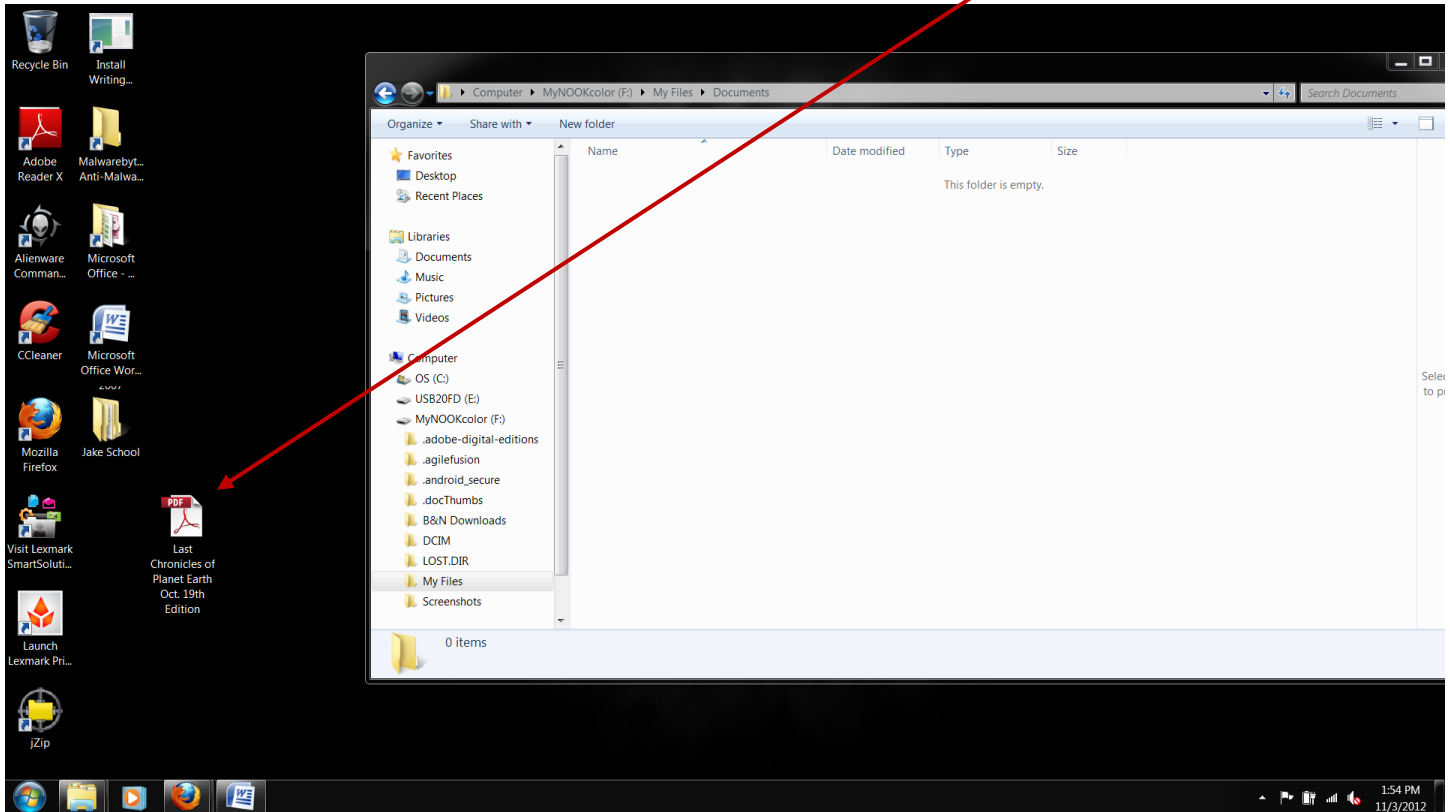 Recycle Bin
Install
Writing...
Adobe
Reader X
Malwarebyt...
Anti-Malwa...
Alienware
Comman...
Microsoft
Office - ...
CCleaner
Microsoft
Office Wor...
2007
Mozilla
Firefox
Jake School
Visit Lexmark
SmartSoluti...
PDF
Last
Chronicles of
Planet Earth
Oct. 19th
Edition
Launch
Lexmark Pri...
jZip
Computer MyNOOKcolor (F:) My Files Documents
Search Documents
Organize Share with New folder
Favorites
Desktop
Recent Places
Libraries
Documents
Music
Pictures
Videos
Computer
OS (C:)
USB20FD (E:)
MyNOOKcolor (F:)
.adobe-digital-editions
.agilefusion
.android_secure
.docThumbs
B&N Downloads
DCIM
LOST.DIR
My Files
Screenshots
Name Date modified Type Size
This folder is empty.
Selec
to pr
0 items
1:54 PM
11/3/2012